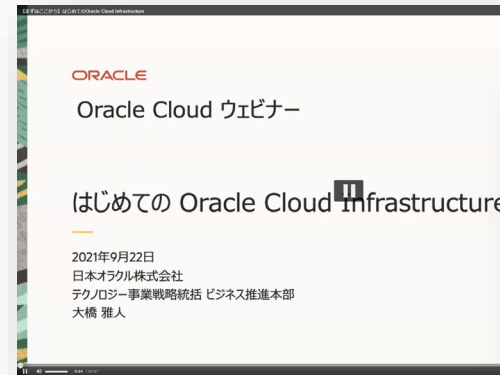 【まずはここから】はじめてのOracle Cloud Infrastructure
ORACLE
Oracle Cloud ウェビナー
はじめての Oracle Cloud Infrastructure
2021年9月22日
日本オラクル株式会社
テクノロジー事業戦略統括 ビジネス推進本部
大橋 雅人